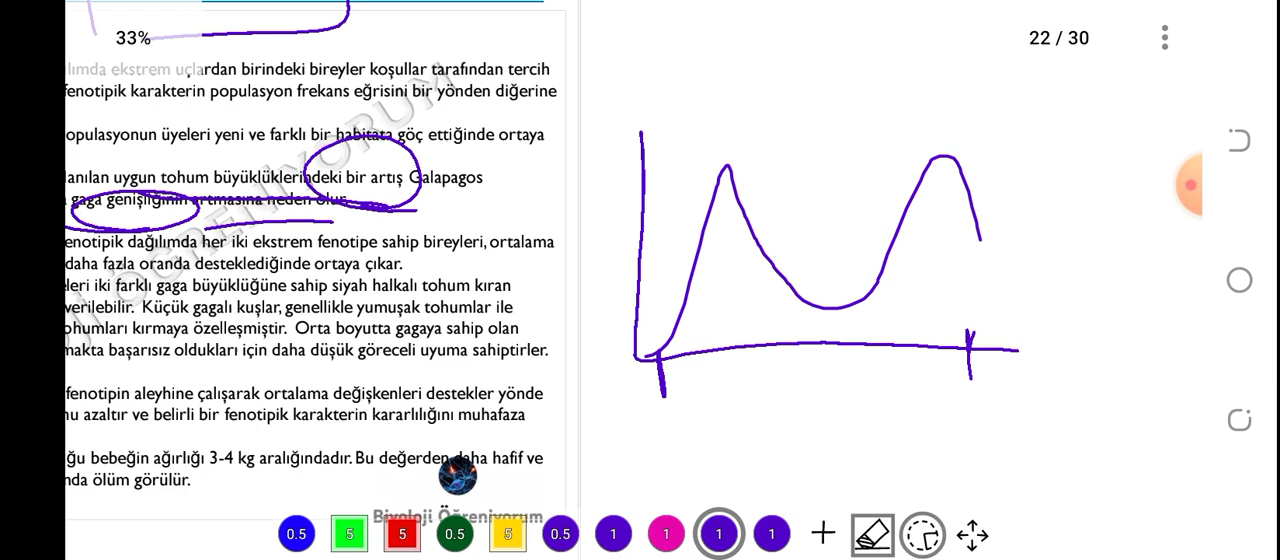 33%
22 / 30
ılımda ekstrem uçlardan birindeki bireyler koşullar tarafından tercih
fenotipik karakterin populasyon frekans eğrisini bir yönden diğerine
opulasyonun üyeleri yeni ve farklı bir habitata göç ettiğinde ortaya
lanılan uygun tohum büyüklüklerindeki bir artış Galapagos
gaga genişliğinin artmasına neden olur.
enotipik dağılımda her iki ekstrem fenotipe sahip bireyleri, ortalama
daha fazla oranda desteklediğinde ortaya çıkar.
eleri iki farklı gaga büyüklüğüne sahip siyah halkalı tohum kıran
verilebilir. Küçük gagalı kuşlar, genellikle yumuşak tohumlar ile
ohumları kırmaya özelleşmiştir. Orta boyutta gagaya sahip olan
makta başarısız oldukları için daha düşük göreceli uyuma sahiptirler.
fenotipin aleyhine çalışarak ortalama değişkenleri destekler yönde
nu azaltır ve belirli bir fenotipik karakterin kararlılığını muhafaza
ğu bebeğin ağırlığı 3-4 kg aralığındadır. Bu değerden daha hafif ve
nda ölüm görülür.
Biyoloji Öğreniyorum
Jİ ÖĞRENİYORUM
0.5 5 5 0.5 5 0.5 1 1 1 1